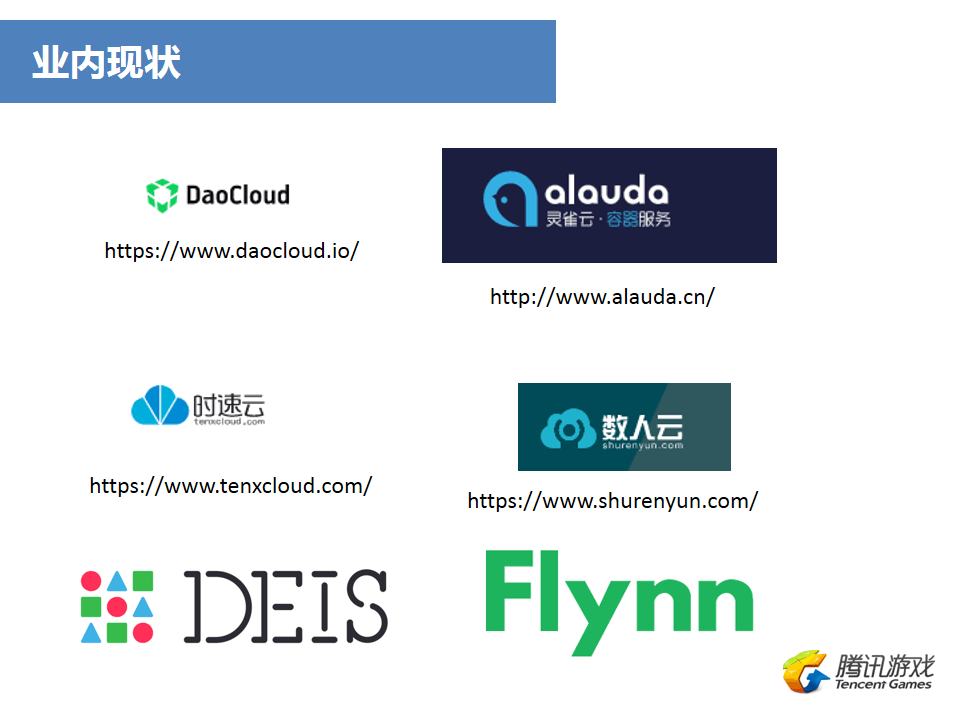 业内现状
DaoCloud
https://www.daocloud.io/
alauda
灵雀云·容器服务
http://www.alauda.cn/
时速云
tenxcloud.com
https://www.tenxcloud.com/
数人云
shurenyun.com
https://www.shurenyun.com/
DEIS
Flynn
腾讯游戏
Tencent Games